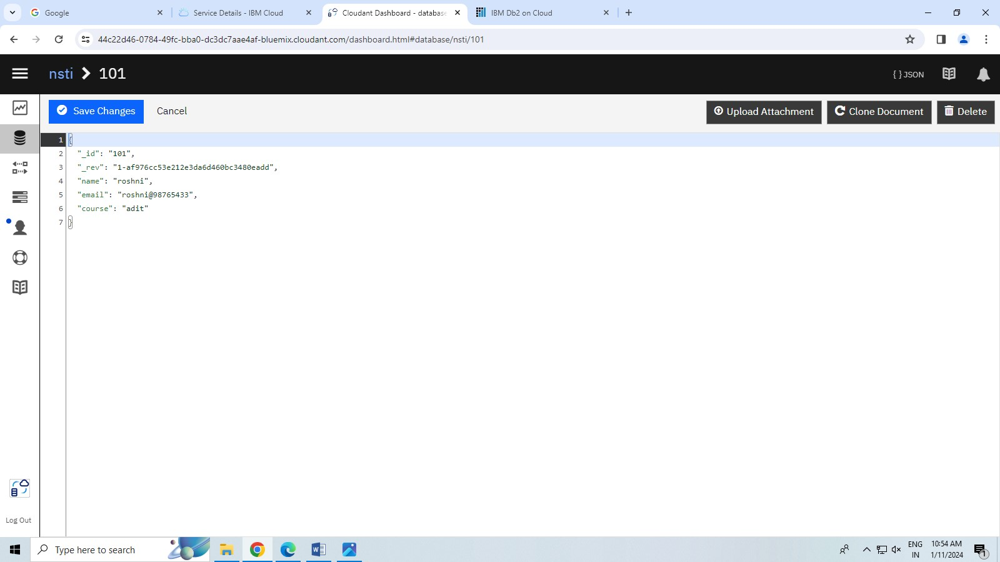 Google
Service Details - IBM Cloud
Cloudant Dashboard - database
IBM Db2 on Cloud
44c22d46-0784-49fc-bba0-dc3dc7aae4af-bluemix.cloudant.com/dashboard.html#database/nsti/101
nsti > 101
{ } JSON
Save Changes
Cancel
Upload Attachment
Clone Document
Delete
1 {
2 "_id": "101",
3 "_rev": "1-af976cc53e212e3da6d460bc3480eadd",
4 "name": "roshni",
5 "email": "roshni@98765433",
6 "course": "adit"
7 }
Log Out
Type here to search
ENG
IN
10:54 AM
1/11/2024
1